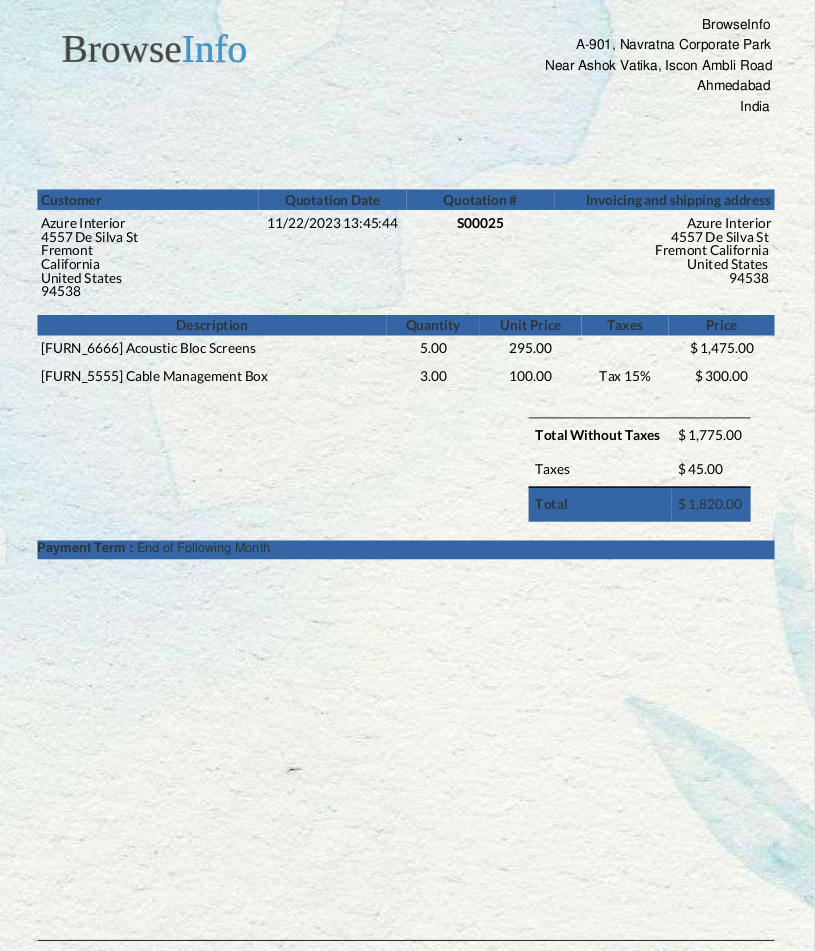 BrowseInfo
BrowseInfo
A-901, Navratna Corporate Park
Near Ashok Vatika, Iscon Ambli Road
Ahmedabad
India
Customer Quotation Date Quotation # Invoicing and shipping address
Azure Interior 11/22/2023 13:45:44 S00025 Azure Interior
4557 De Silva St 4557 De Silva St
Fremont Fremont California
California United States
United States 94538
94538
Description Quantity Unit Price Taxes Price
[FURN_6666] Acoustic Bloc Screens 5.00 295.00 $ 1,475.00
[FURN_5555] Cable Management Box 3.00 100.00 Tax 15% $ 300.00
Total Without Taxes $ 1,775.00
Taxes $ 45.00
Total $ 1,820.00
Payment Term : End of Following Month